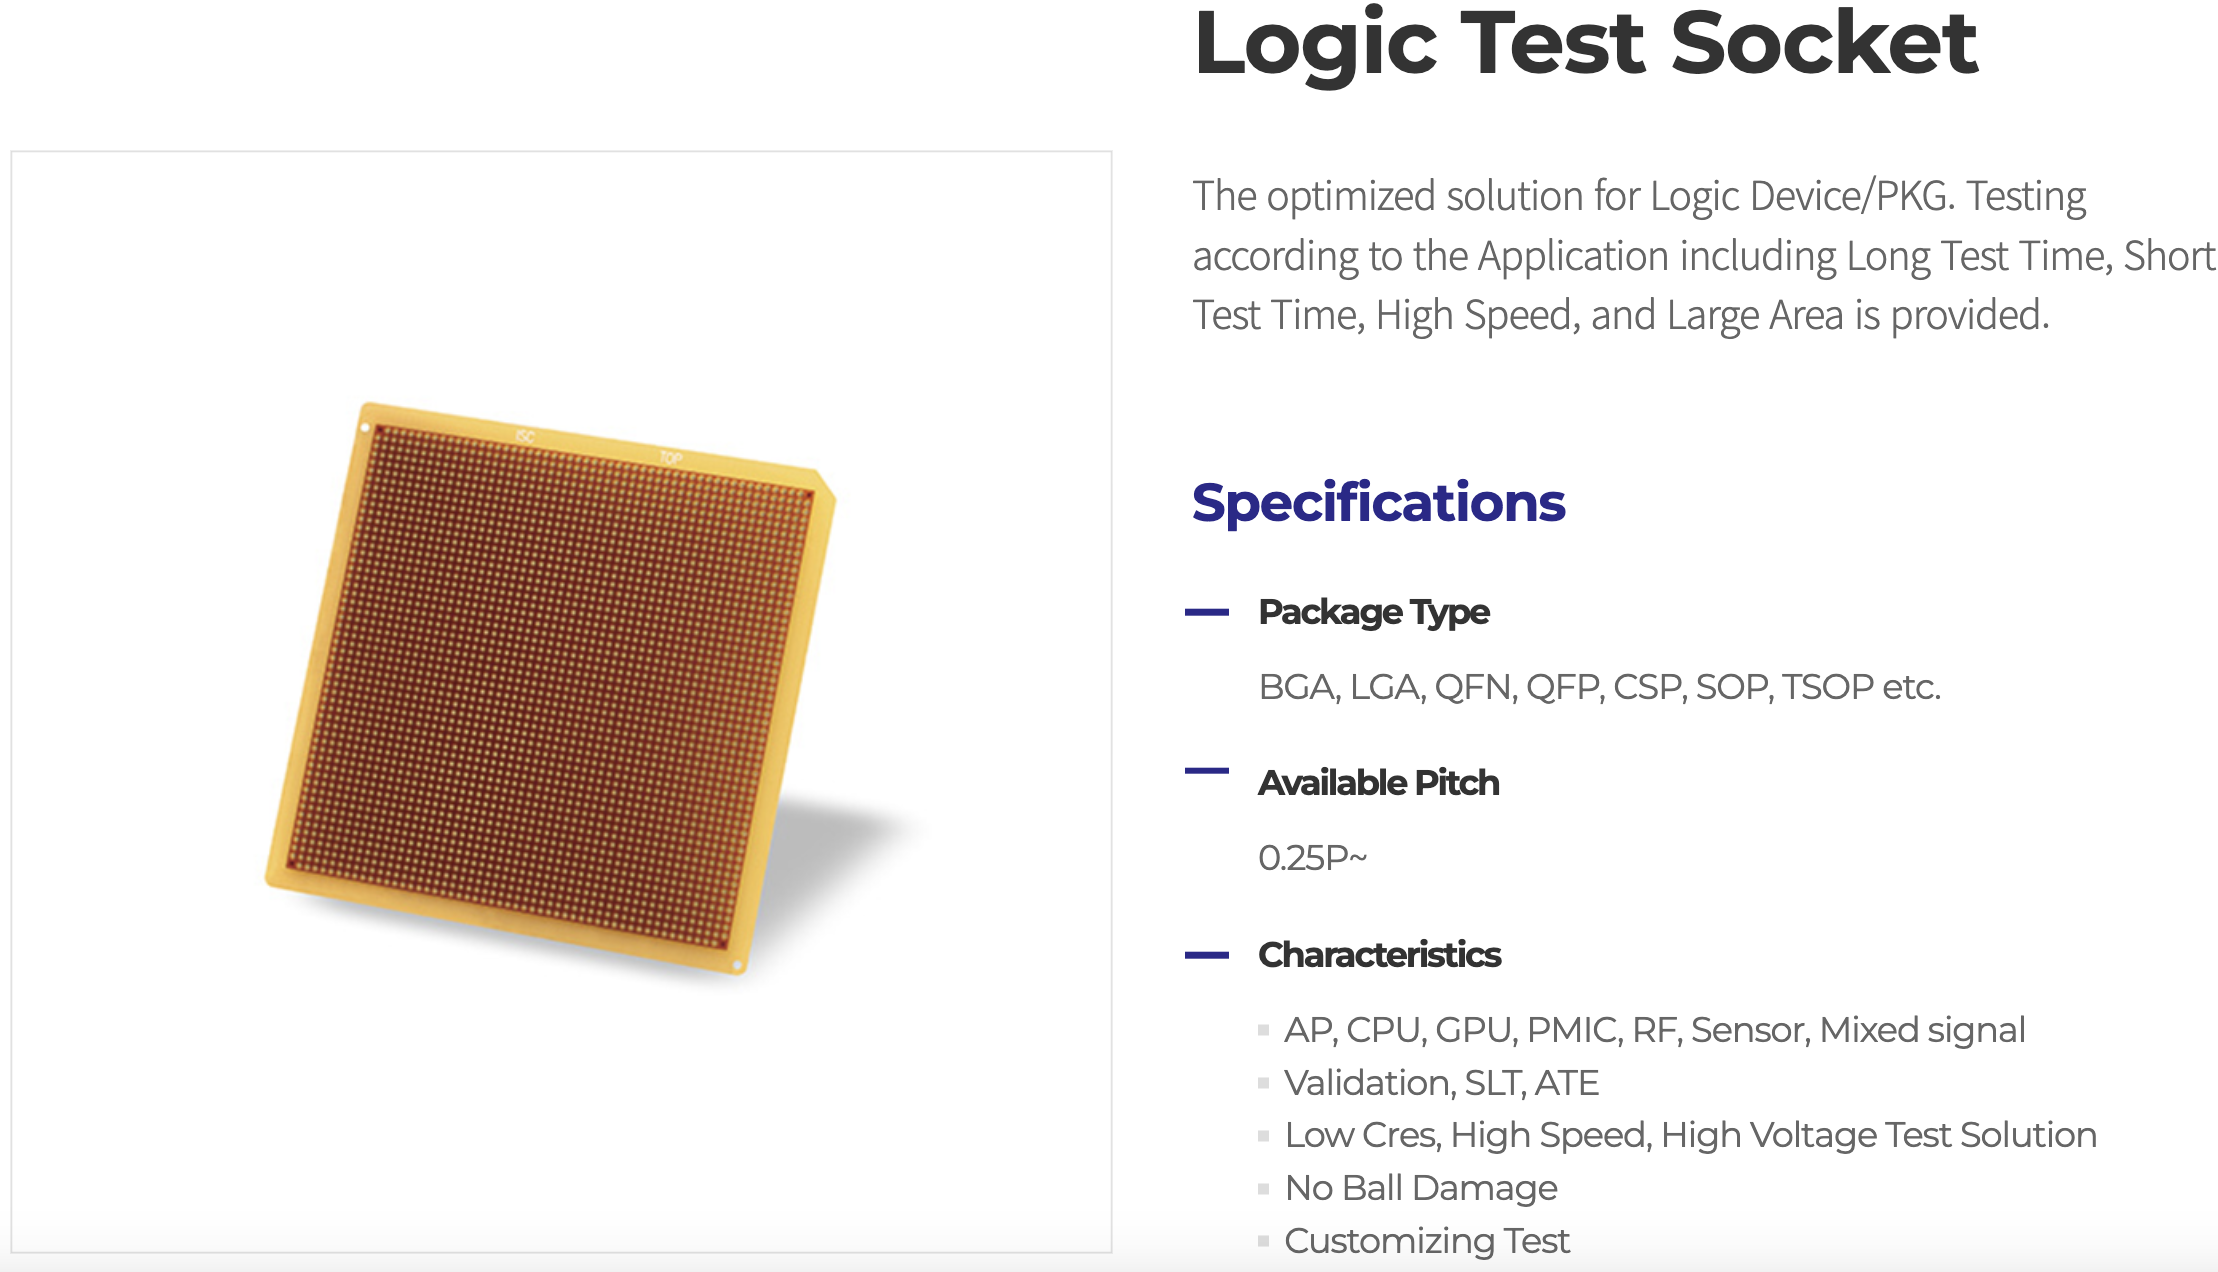 Logic Test Socket
The optimized solution for Logic Device/PKG. Testing
according to the Application including Long Test Time, Short
Test Time, High Speed, and Large Area is provided.
ISC
TOP
Specifications
Package Type
BGA, LGA, QFN, QFP, CSP, SOP, TSOP etc.
Available Pitch
0.25P~
Characteristics
AP, CPU, GPU, PMIC, RF, Sensor, Mixed signal
Validation, SLT, ATE
Low Cres, High Speed, High Voltage Test Solution
No Ball Damage
Customizing Test